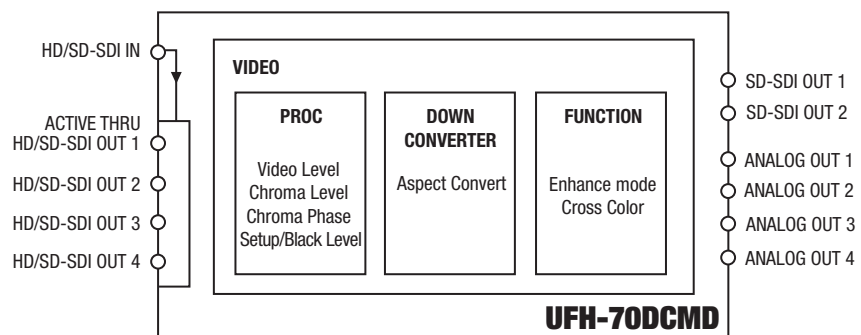 HD/SD-SDI IN
ACTIVE THRU
HD/SD-SDI OUT 1
HD/SD-SDI OUT 2
HD/SD-SDI OUT 3
HD/SD-SDI OUT 4
VIDEO
PROC
Video Level
Chroma Level
Chroma Phase
Setup/Black Level
DOWN
CONVERTER
Aspect Convert
FUNCTION
Enhance mode
Cross Color
SD-SDI OUT 1
SD-SDI OUT 2
ANALOG OUT 1
ANALOG OUT 2
ANALOG OUT 3
ANALOG OUT 4
UFH-70DCMD